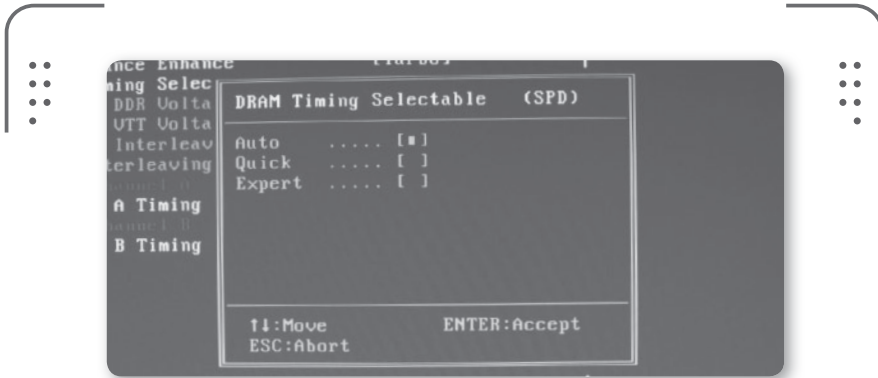 nce Enhance [Turbo]
ming Selec
DDR Volta
VTT Volta
Interleav
terleaving
A Timing
B Timing
DRAM Timing Selectable (SPD)
Auto ..... [■]
Quick ..... [ ]
Expert ..... [ ]
↑↓:Move ENTER:Accept
ESC:Abort